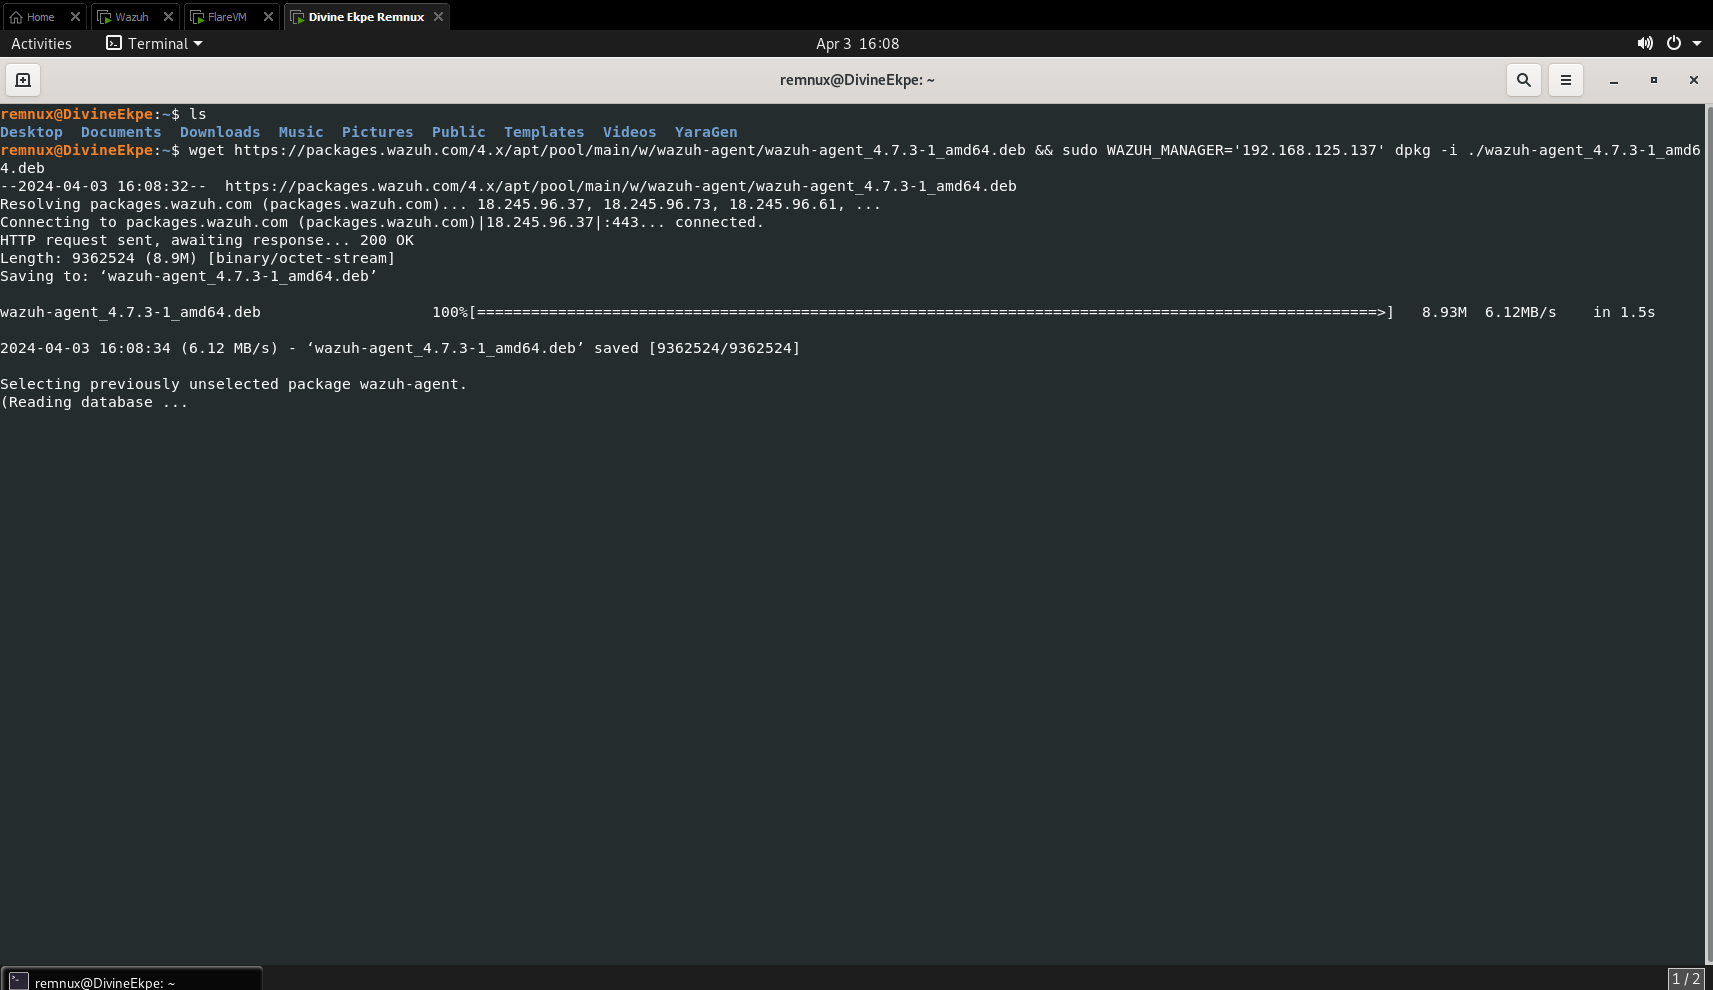 Home
Wazuh
FlareVM
Divine Ekpe Remnux
Activities
Terminal
Apr 3 16:08
remnux@DivineEkpe: ~
remnux@DivineEkpe:~$ ls
Desktop Documents Downloads Music Pictures Public Templates Videos YaraGen
remnux@DivineEkpe:~$ wget https://packages.wazuh.com/4.x/apt/pool/main/w/wazuh-agent/wazuh-agent_4.7.3-1_amd64.deb && sudo WAZUH_MANAGER='192.168.125.137' dpkg -i ./wazuh-agent_4.7.3-1_amd6
4.deb
--2024-04-03 16:08:32-- https://packages.wazuh.com/4.x/apt/pool/main/w/wazuh-agent/wazuh-agent_4.7.3-1_amd64.deb
Resolving packages.wazuh.com (packages.wazuh.com)... 18.245.96.37, 18.245.96.73, 18.245.96.61, ...
Connecting to packages.wazuh.com (packages.wazuh.com)|18.245.96.37|:443... connected.
HTTP request sent, awaiting response... 200 OK
Length: 9362524 (8.9M) [binary/octet-stream]
Saving to: ‘wazuh-agent_4.7.3-1_amd64.deb’
wazuh-agent_4.7.3-1_amd64.deb 100%[====================================================================================================>] 8.93M 6.12MB/s in 1.5s
2024-04-03 16:08:34 (6.12 MB/s) - ‘wazuh-agent_4.7.3-1_amd64.deb’ saved [9362524/9362524]
Selecting previously unselected package wazuh-agent.
(Reading database ...
remnux@DivineEkpe: ~
1 / 2